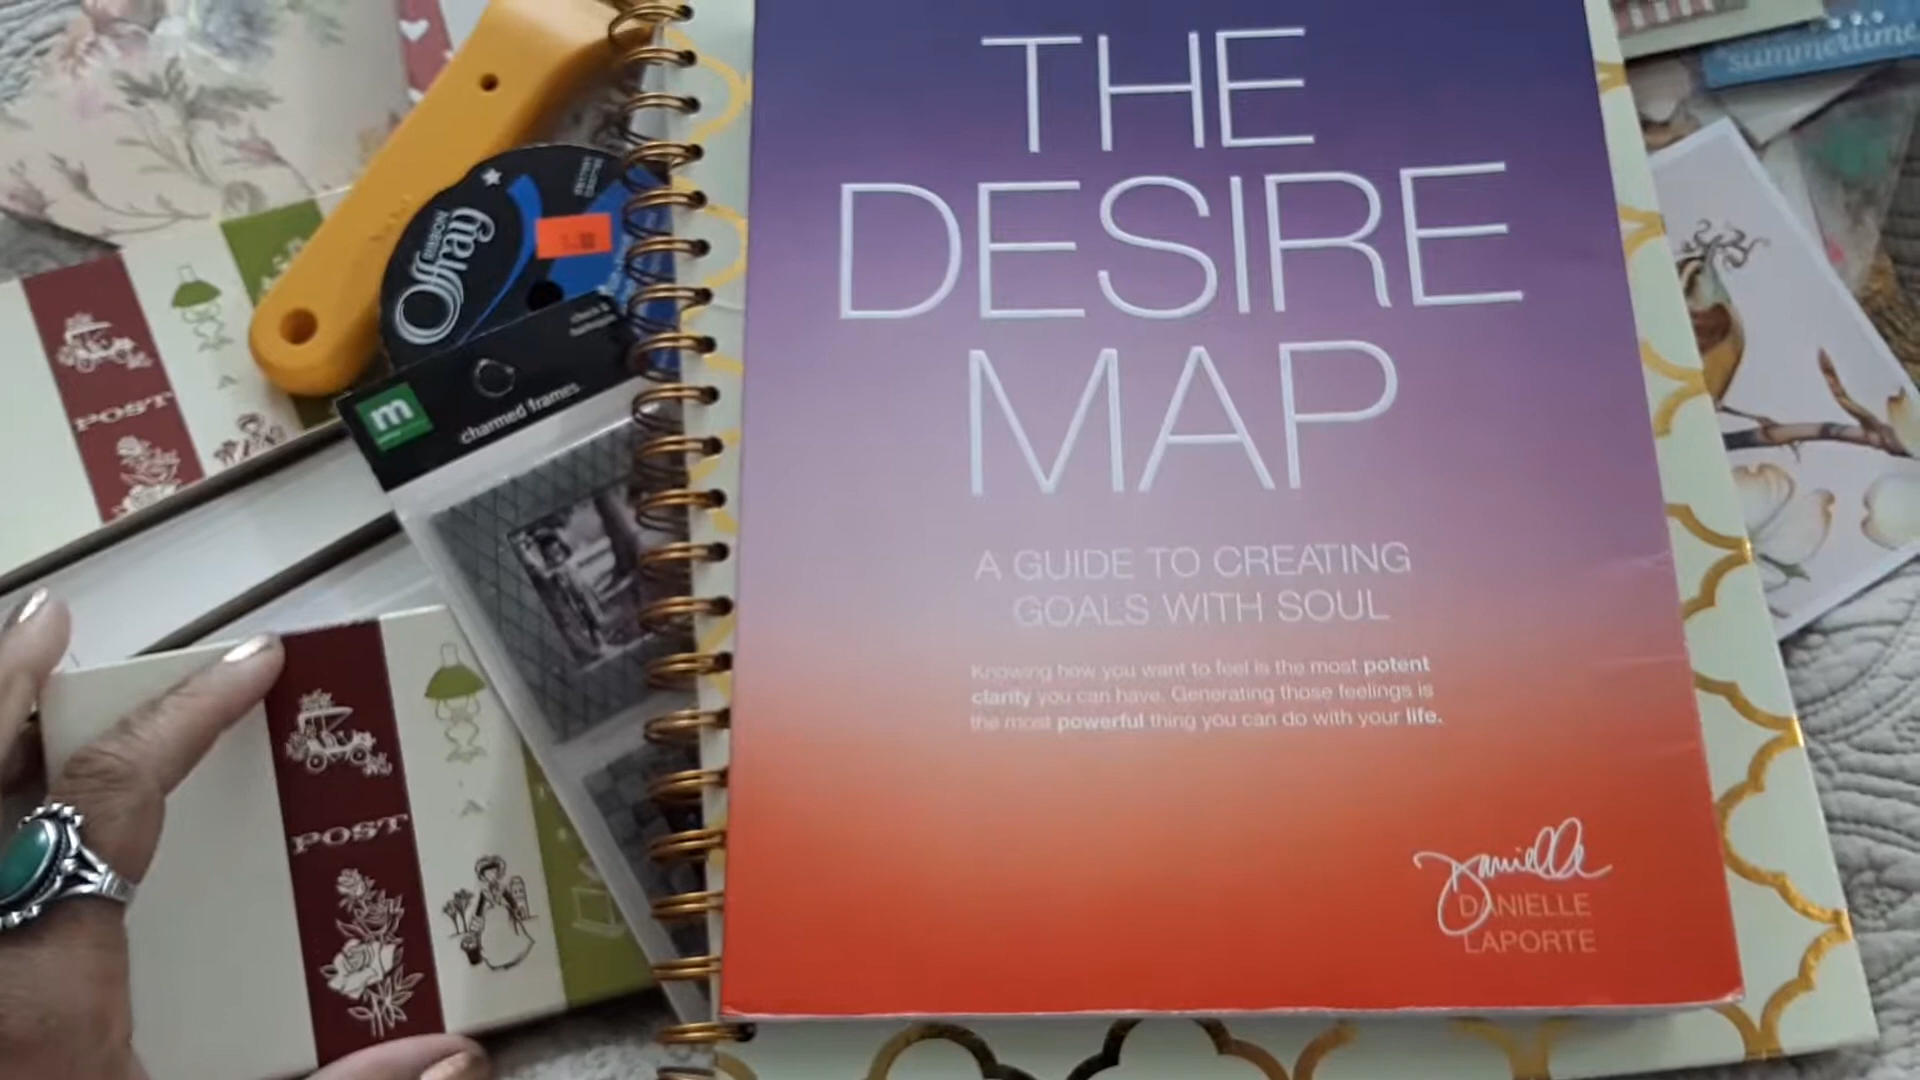 THE
DESIRE
MAP
A GUIDE TO CREATING
GOALS WITH SOUL
Knowing how you want to feel is the most potent
clarity you can have. Generating those feelings is
the most powerful thing you can do with your life.
Danielle
DANIELLE
LAPORTE
summertime
Offray
RIBBON
m
charmed frames
POST
POST